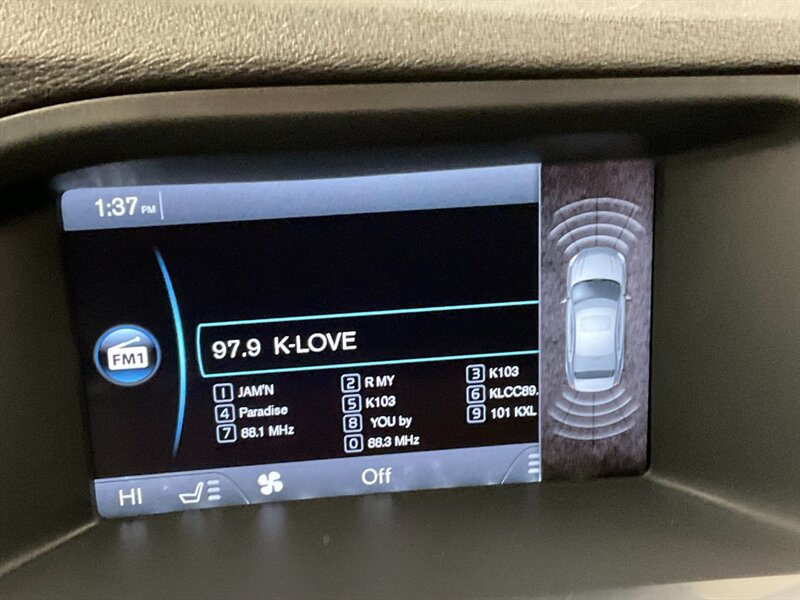 1:37 PM
FM1
97.9 K-LOVE
1 JAM'N 2 R MY 3 K103
4 Paradise 5 K103 6 KLCC89.
7 88.1 MHz 8 YOU by 9 101 KXL
0 88.3 MHz
HI Off